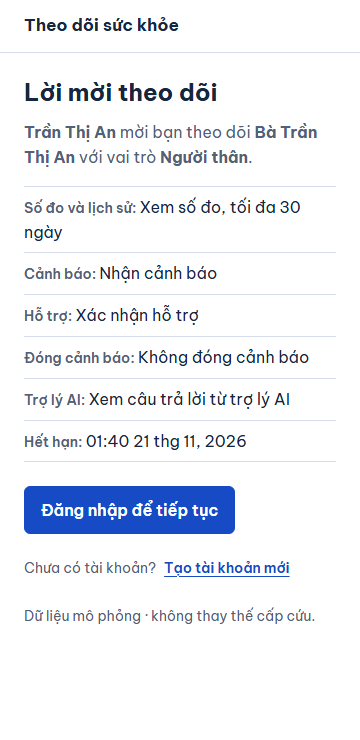 Theo dõi sức khỏe
Lời mời theo dõi
Trần Thị An mời bạn theo dõi Bà Trần
Thị An với vai trò Người thân.
Số đo và lịch sử: Xem số đo, tối đa 30
ngày
Cảnh báo: Nhận cảnh báo
Hỗ trợ: Xác nhận hỗ trợ
Đóng cảnh báo: Không đóng cảnh báo
Trợ lý AI: Xem câu trả lời từ trợ lý AI
Hết hạn: 01:40 21 thg 11, 2026
Đăng nhập để tiếp tục
Chưa có tài khoản? Tạo tài khoản mới
Dữ liệu mô phỏng · không thay thế cấp cứu.